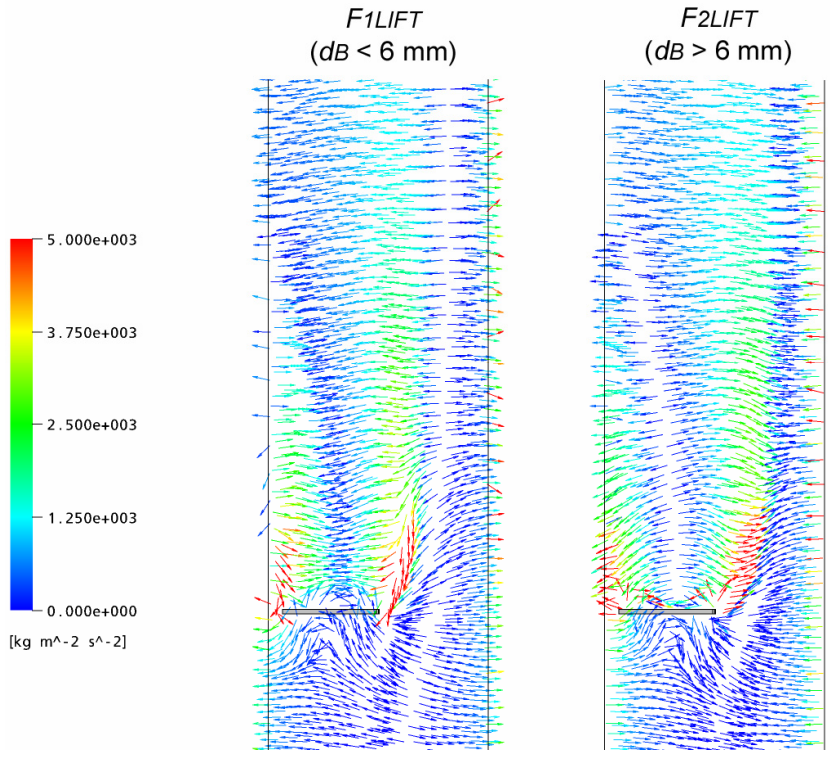 F1LIFT
(dB < 6 mm)
F2LIFT
(dB > 6 mm)
5.000e+003
3.750e+003
2.500e+003
1.250e+003
0.000e+000
[kg m^-2 s^-2]